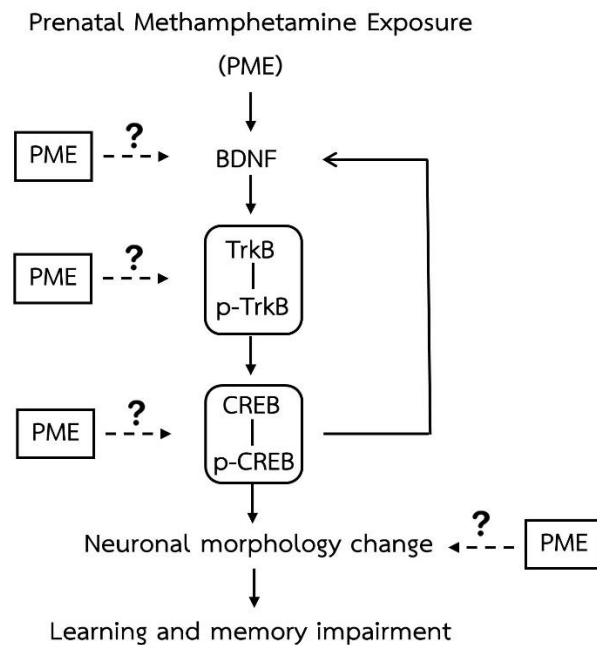 Prenatal Methamphetamine Exposure
(PME)
?
PME
BDNF
?
PME
TrkB
p-TrkB
?
PME
CREB
p-CREB
?
Neuronal morphology change
PME
Learning and memory impairment